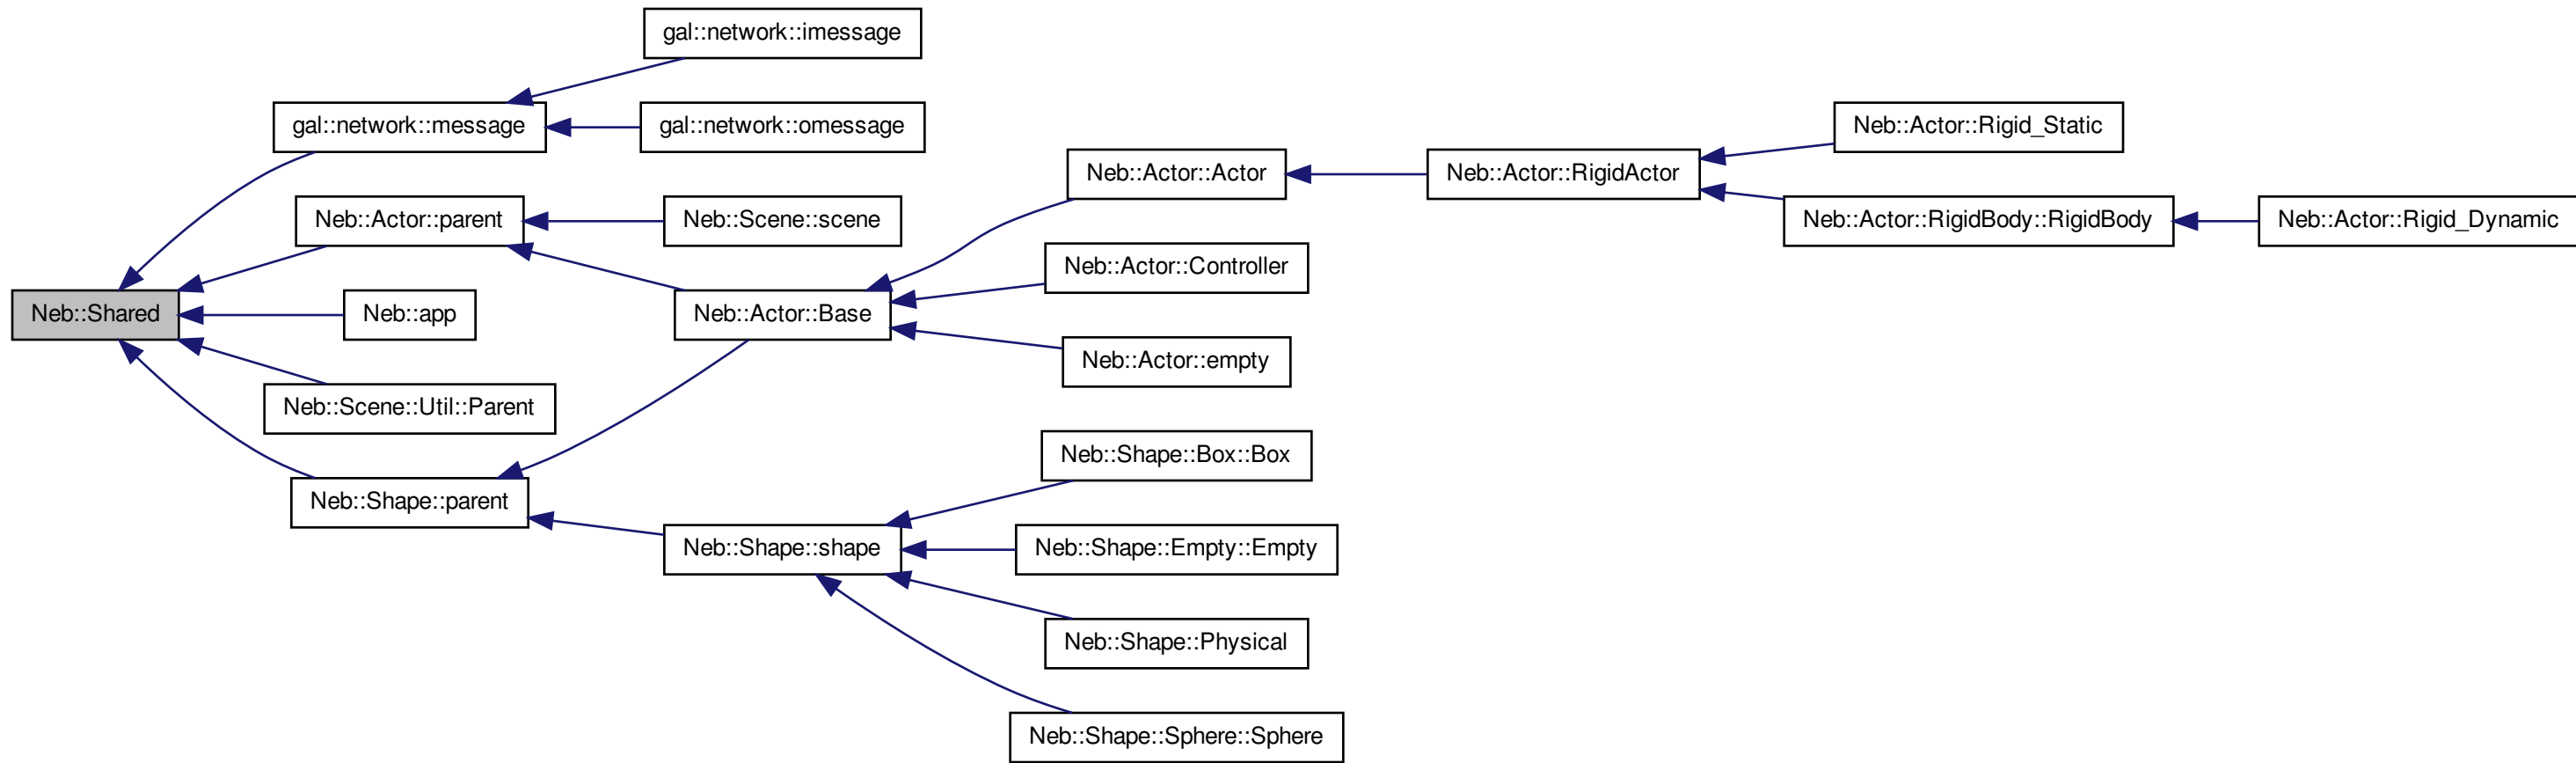 gal::network::imessage
gal::network::message
gal::network::omessage
Neb::Actor::Rigid_Static
Neb::Actor::Actor
Neb::Actor::RigidActor
Neb::Actor::parent
Neb::Scene::scene
Neb::Actor::RigidBody::RigidBody
Neb::Actor::Rigid_Dynamic
Neb::Actor::Controller
Neb::Shared
Neb::app
Neb::Actor::Base
Neb::Actor::empty
Neb::Scene::Util::Parent
Neb::Shape::Box::Box
Neb::Shape::parent
Neb::Shape::shape
Neb::Shape::Empty::Empty
Neb::Shape::Physical
Neb::Shape::Sphere::Sphere